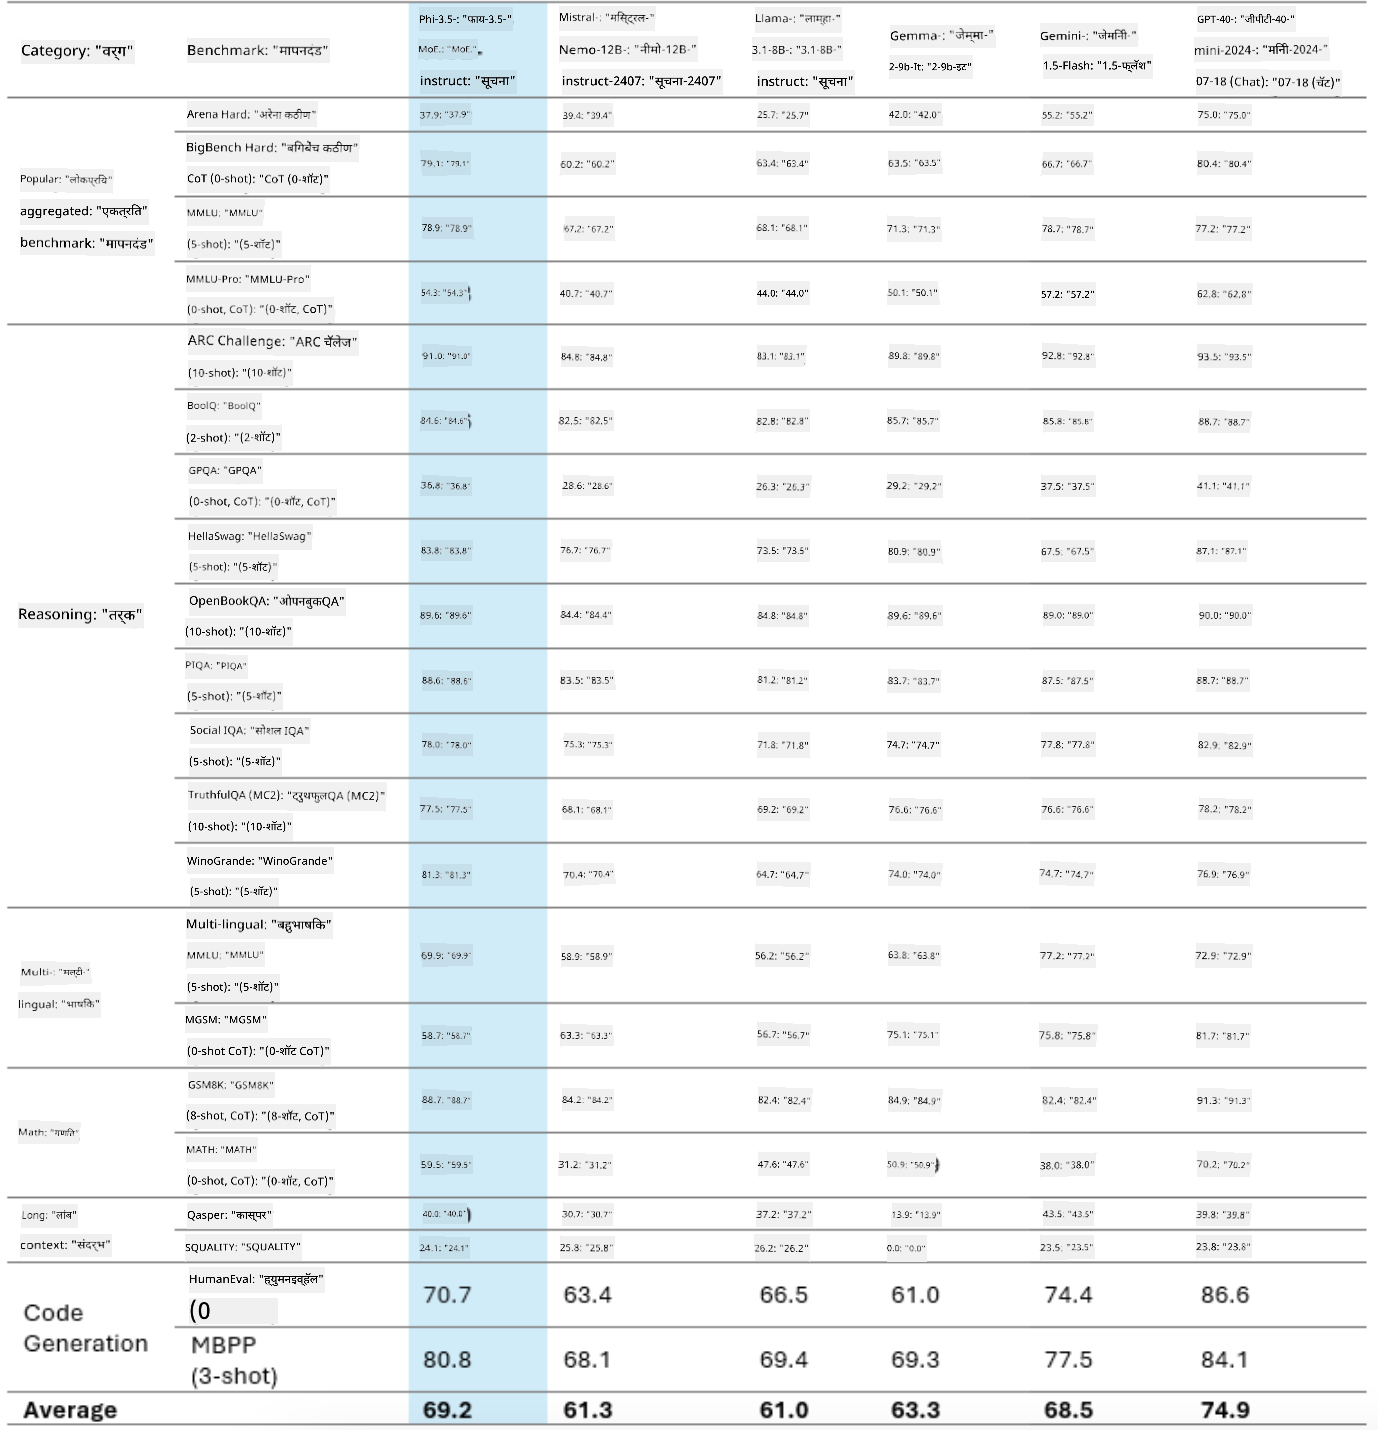 Category: "वर्ग"
Benchmark: "मापनदंड"
Phi-3.5-: "फाय-3.5-"
MoE.: "MoE."
instruct: "सूचना"
Mistral-: "मिस्ट्रल-"
Nemo-12B-: "नीमो-12B-"
instruct-2407: "सूचना-2407"
Llama-: "लामहा-"
3.1-8B-: "3.1-8B-"
instruct: "सूचना"
Gemma-: "जेम्मा-"
2-9b-It: "2-9b-इट"
Gemini-: "जेमिनी-"
1.5-Flash: "1.5-फ्लॅश"
GPT-40-: "जीपीटी-40-"
mini-2024-: "मिनी-2024-"
07-18 (Chat): "07-18 (चॅट)"
Popular: "लोकप्रिय"
aggregated: "एकत्रित"
benchmark: "मापनदंड"
Arena Hard: "अरेना कठीण"
37.9: "37.9"
39.4: "39.4"
25.7: "25.7"
42.0: "42.0"
55.2: "55.2"
75.0: "75.0"
BigBench Hard: "बिगबेंच कठीण"
CoT (0-shot): "CoT (0-शॉट)"
79.1: "79.1"
60.2: "60.2"
63.4: "63.4"
63.5: "63.5"
66.7: "66.7"
80.4: "80.4"
MMLU: "MMLU"
(5-shot): "(5-शॉट)"
78.9: "78.9"
67.2: "67.2"
68.1: "68.1"
71.3: "71.3"
78.7: "78.7"
77.2: "77.2"
MMLU-Pro: "MMLU-Pro"
(0-shot, CoT): "(0-शॉट, CoT)"
54.3: "54.3"
40.7: "40.7"
44.0: "44.0"
50.1: "50.1"
57.2: "57.2"
62.8: "62.8"
Reasoning: "तर्क"
ARC Challenge: "ARC चॅलेंज"
(10-shot): "(10-शॉट)"
91.0: "91.0"
84.8: "84.8"
83.1: "83.1"
89.8: "89.8"
92.8: "92.8"
93.5: "93.5"
BoolQ: "BoolQ"
(2-shot): "(2-शॉट)"
84.6: "84.6"
82.5: "82.5"
82.8: "82.8"
85.7: "85.7"
85.8: "85.8"
88.7: "88.7"
GPQA: "GPQA"
(0-shot, CoT): "(0-शॉट, CoT)"
36.8: "36.8"
28.6: "28.6"
26.3: "26.3"
29.2: "29.2"
37.5: "37.5"
41.1: "41.1"
HellaSwag: "HellaSwag"
(5-shot): "(5-शॉट)"
83.8: "83.8"
76.7: "76.7"
73.5: "73.5"
80.9: "80.9"
67.5: "67.5"
87.1: "87.1"
OpenBookQA: "ओपनबुकQA"
(10-shot): "(10-शॉट)"
89.6: "89.6"
84.4: "84.4"
84.8: "84.8"
89.6: "89.6"
89.0: "89.0"
90.0: "90.0"
PIQA: "PIQA"
(5-shot): "(5-शॉट)"
88.6: "88.6"
83.5: "83.5"
81.2: "81.2"
83.7: "83.7"
87.5: "87.5"
88.7: "88.7"
Social IQA: "सोशल IQA"
(5-shot): "(5-शॉट)"
78.0: "78.0"
75.3: "75.3"
71.8: "71.8"
74.7: "74.7"
77.8: "77.8"
82.9: "82.9"
TruthfulQA (MC2): "ट्रुथफुलQA (MC2)"
(10-shot): "(10-शॉट)"
77.5: "77.5"
68.1: "68.1"
69.2: "69.2"
76.6: "76.6"
76.6: "76.6"
78.2: "78.2"
WinoGrande: "WinoGrande"
(5-shot): "(5-शॉट)"
81.3: "81.3"
70.4: "70.4"
64.7: "64.7"
74.0: "74.0"
74.7: "74.7"
76.9: "76.9"
Multi-: "मल्टी-"
lingual: "भाषिक"
Multi-lingual: "बहुभाषिक"
MMLU: "MMLU"
(5-shot): "(5-शॉट)"
69.9: "69.9"
58.9: "58.9"
56.2: "56.2"
63.8: "63.8"
77.2: "77.2"
72.9: "72.9"
MGSM: "MGSM"
(0-shot CoT): "(0-शॉट CoT)"
58.7: "58.7"
63.3: "63.3"
56.7: "56.7"
75.1: "75.1"
75.8: "75.8"
81.7: "81.7"
Math: "गणित"
GSM8K: "GSM8K"
(8-shot, CoT): "(8-शॉट, CoT)"
88.7: "88.7"
84.2: "84.2"
82.4: "82.4"
84.9: "84.9"
82.4: "82.4"
91.3: "91.3"
MATH: "MATH"
(0-shot, CoT): "(0-शॉट, CoT)"
59.5: "59.5"
31.2: "31.2"
47.6: "47.6"
50.9: "50.9"
38.0: "38.0"
70.2: "70.2"
Long: "लांब"
context: "संदर्भ"
Qasper: "कास्पर"
40.0: "40.0"
30.7: "30.7"
37.2: "37.2"
13.9: "13.9"
43.5: "43.5"
39.8: "39.8"
SQUALITY: "SQUALITY"
24.1: "24.1"
25.8: "25.8"
26.2: "26.2"
0.0: "0.0"
23.5: "23.5"
23.8: "23.8"
Code
Generation
HumanEval: "ह्युमनइव्हॅल"
(0
70.7
63.4
66.5
61.0
74.4
86.6
MBPP
(3-shot)
80.8
68.1
69.4
69.3
77.5
84.1
Average
69.2
61.3
61.0
63.3
68.5
74.9